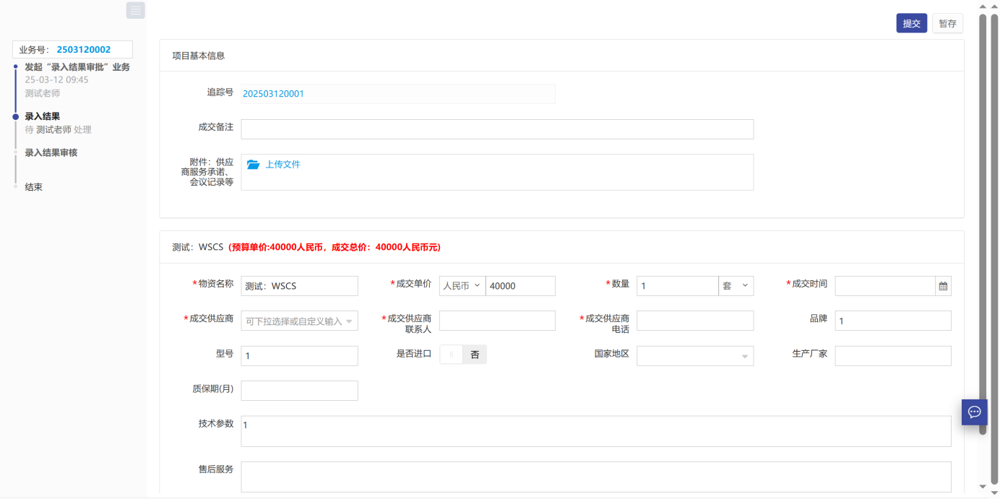 提交 暂存
业务号： 2503120002
发起“录入结果审批”业务
25-03-12 09:45
测试老师
录入结果
待 测试老师 处理
录入结果审核
结束
项目基本信息
追踪号 202503120001
成交备注
附件：供应
商服务承诺、
会议记录等
上传文件
测试：WSCS (预算单价:40000人民币，成交总价：40000人民币元)
*物资名称 测试：WSCS *成交单价 人民币 40000 *数量 1 套 *成交时间
*成交供应商 可下拉选择或自定义输入 *成交供应商
联系人
*成交供应商
电话
品牌 1
型号 1 是否进口 否 国家地区 生产厂家
质保期(月)
技术参数 1
售后服务